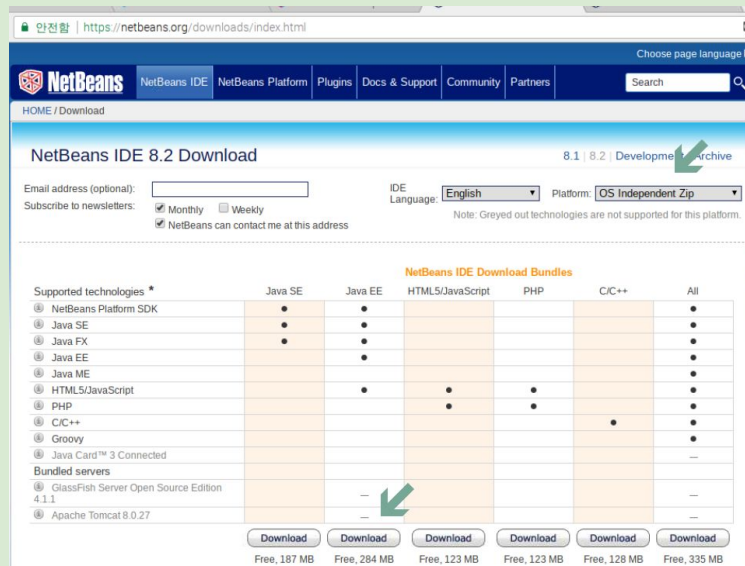 안전함 | https://netbeans.org/downloads/index.html
Choose page language
NetBeans NetBeans IDE NetBeans Platform Plugins Docs & Support Community Partners Search
HOME / Download
NetBeans IDE 8.2 Download 8.1 | 8.2 | Development Archive
Email address (optional): IDE Language: English Platform: OS Independent Zip
Subscribe to newsletters: Monthly Weekly Note: Greyed out technologies are not supported for this platform.
NetBeans can contact me at this address
NetBeans IDE Download Bundles
Supported technologies * Java SE Java EE HTML5/JavaScript PHP C/C++ All
NetBeans Platform SDK
Java SE
Java FX
Java EE
Java ME
HTML5/JavaScript
PHP
C/C++
Groovy
Java Card™ 3 Connected —
Bundled servers
GlassFish Server Open Source Edition 4.1.1 — —
Apache Tomcat 8.0.27 — —
Download Download Download Download Download Download
Free, 187 MB Free, 284 MB Free, 123 MB Free, 123 MB Free, 128 MB Free, 335 MB